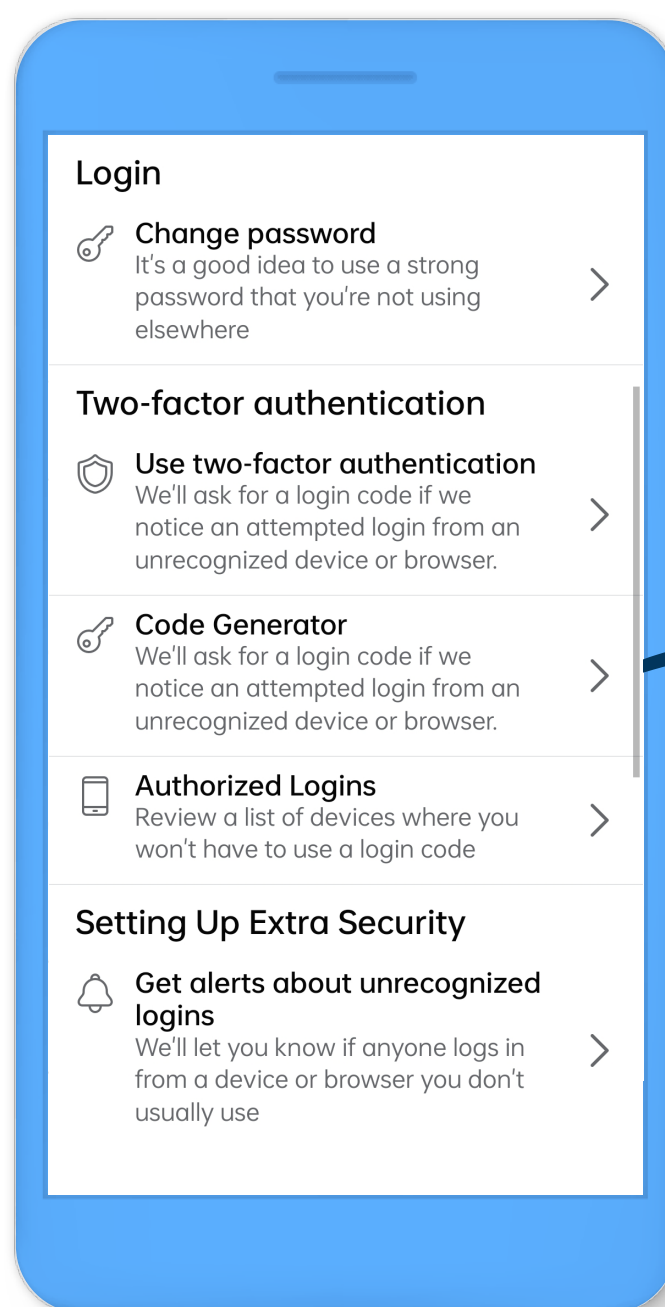 Login
Change password
It's a good idea to use a strong
password that you're not using
elsewhere
Two-factor authentication
Use two-factor authentication
We'll ask for a login code if we
notice an attempted login from an
unrecognized device or browser.
Code Generator
We'll ask for a login code if we
notice an attempted login from an
unrecognized device or browser.
Authorized Logins
Review a list of devices where you
won't have to use a login code
Setting Up Extra Security
Get alerts about unrecognized
logins
We'll let you know if anyone logs in
from a device or browser you don't
usually use